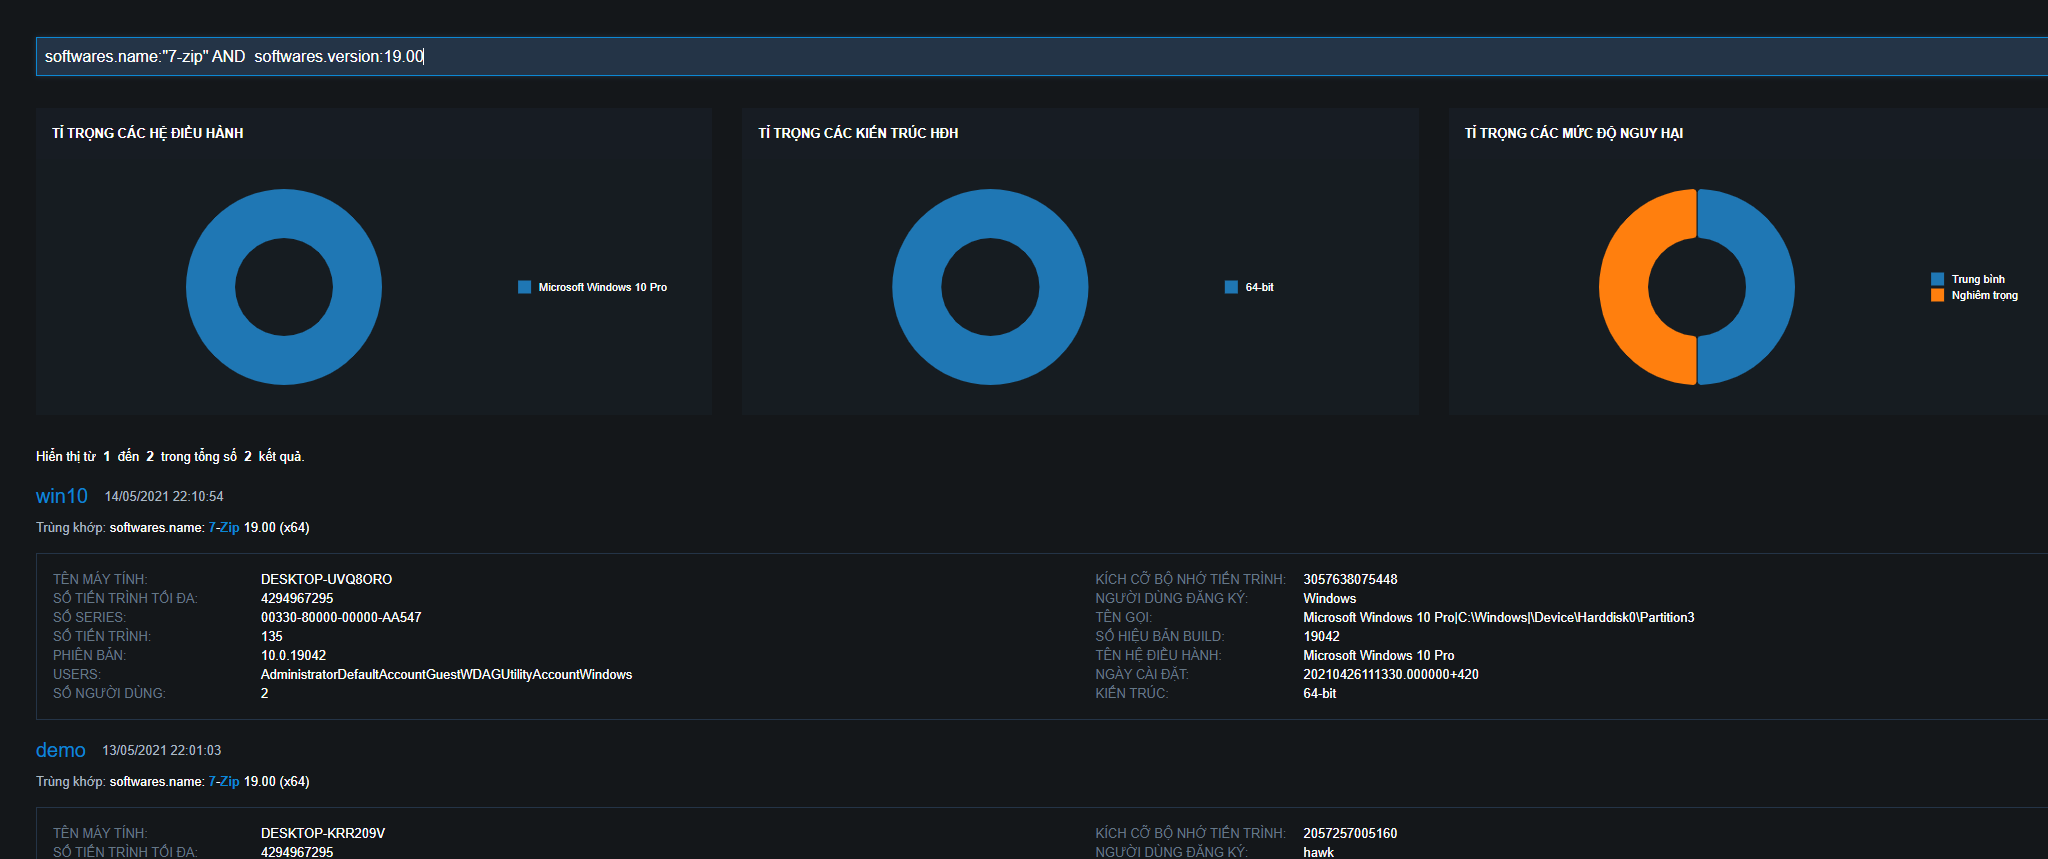 softwares.name:"7-zip" AND  softwares.version:19.00
TỈ TRỌNG CÁC HỆ ĐIỀU HÀNH
Microsoft Windows 10 Pro
TỈ TRỌNG CÁC KIẾN TRÚC HĐH
64-bit
TỈ TRỌNG CÁC MỨC ĐỘ NGUY HẠI
Trung bình
Nghiêm trọng
Hiển thị từ 1 đến 2 trong tổng số 2 kết quả.
win10 14/05/2021 22:10:54
Trùng khớp: softwares.name: 7-Zip 19.00 (x64)
TÊN MÁY TÍNH: DESKTOP-UVQ8ORO
SỐ TIẾN TRÌNH TỐI ĐA: 4294967295
SỐ SERIES: 00330-80000-00000-AA547
SỐ TIẾN TRÌNH: 135
PHIÊN BẢN: 10.0.19042
USERS: AdministratorDefaultAccountGuestWDAGUtilityAccountWindows
SỐ NGƯỜI DÙNG: 2
KÍCH CỠ BỘ NHỚ TIẾN TRÌNH: 3057638075448
NGƯỜI DÙNG ĐĂNG KÝ: Windows
TÊN GỌI: Microsoft Windows 10 Pro|C:\Windows|\Device\Harddisk0\Partition3
SỐ HIỆU BẢN BUILD: 19042
TÊN HỆ ĐIỀU HÀNH: Microsoft Windows 10 Pro
NGÀY CÀI ĐẶT: 20210426111330.000000+420
KIẾN TRÚC: 64-bit
demo 13/05/2021 22:01:03
Trùng khớp: softwares.name: 7-Zip 19.00 (x64)
TÊN MÁY TÍNH: DESKTOP-KRR209V
SỐ TIẾN TRÌNH TỐI ĐA: 4294967295
KÍCH CỠ BỘ NHỚ TIẾN TRÌNH: 2057257005160
NGƯỜI DÙNG ĐĂNG KÝ: hawk